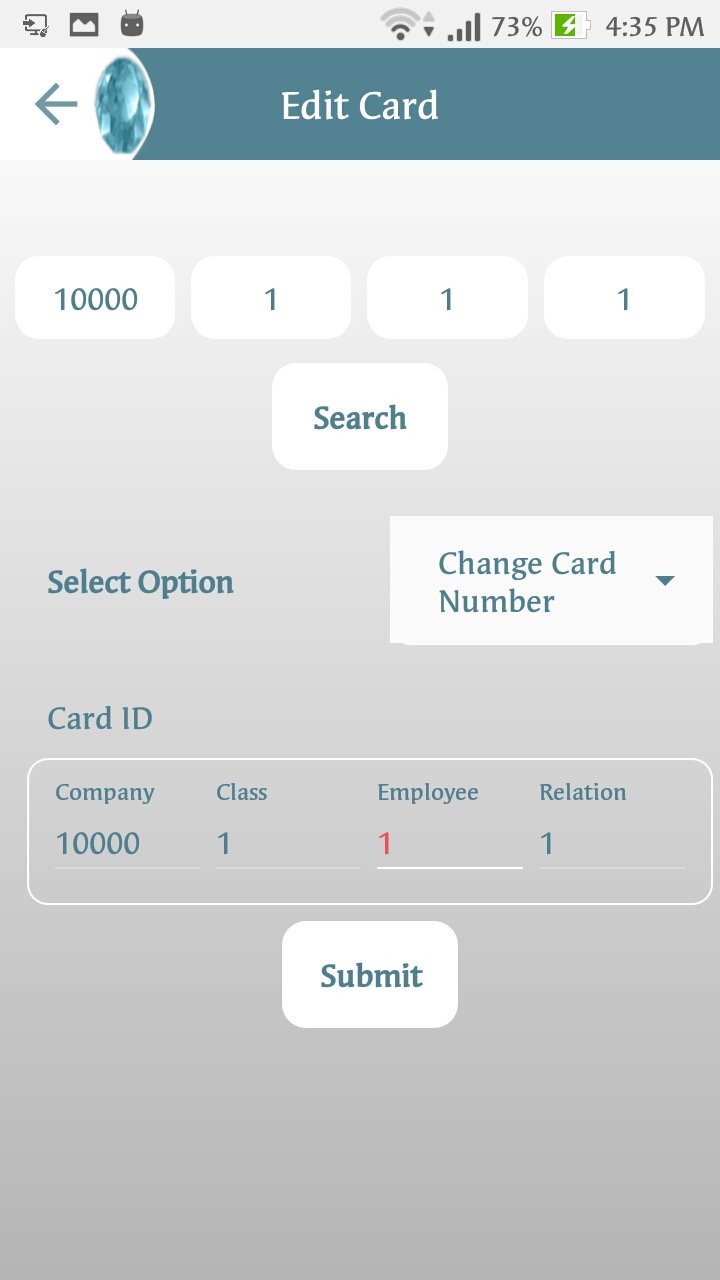 73% 4:35 PM
Edit Card
10000 1 1 1
Search
Select Option
Change Card
Number
Card ID
Company Class Employee Relation
10000 1 1 1
Submit